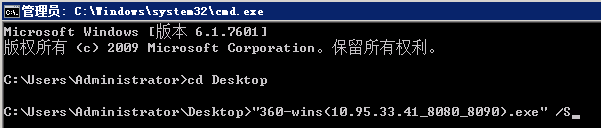 管理员: C:\Windows\system32\cmd.exe
Microsoft Windows [版本 6.1.7601]
版权所有 (c) 2009 Microsoft Corporation。保留所有权利。
C:\Users\Administrator>cd Desktop
C:\Users\Administrator\Desktop>"360-wins(10.95.33.41_8080_8090).exe" /S_